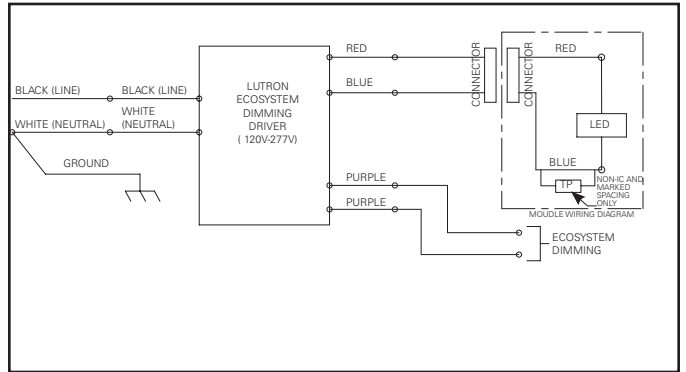 BLACK (LINE)
BLACK (LINE)
WHITE (NEUTRAL)
WHITE
(NEUTRAL)
GROUND
LUTRON
ECOSYSTEM
DIMMING
DRIVER
( 120V-277V)
RED
BLUE
PURPLE
PURPLE
CONNECTOR
CONNECTOR
RED
LED
BLUE
TP
NON-IC AND
MARKED
SPACING
ONLY
MOUDLE WIRING DIAGRAM
ECOSYSTEM
DIMMING